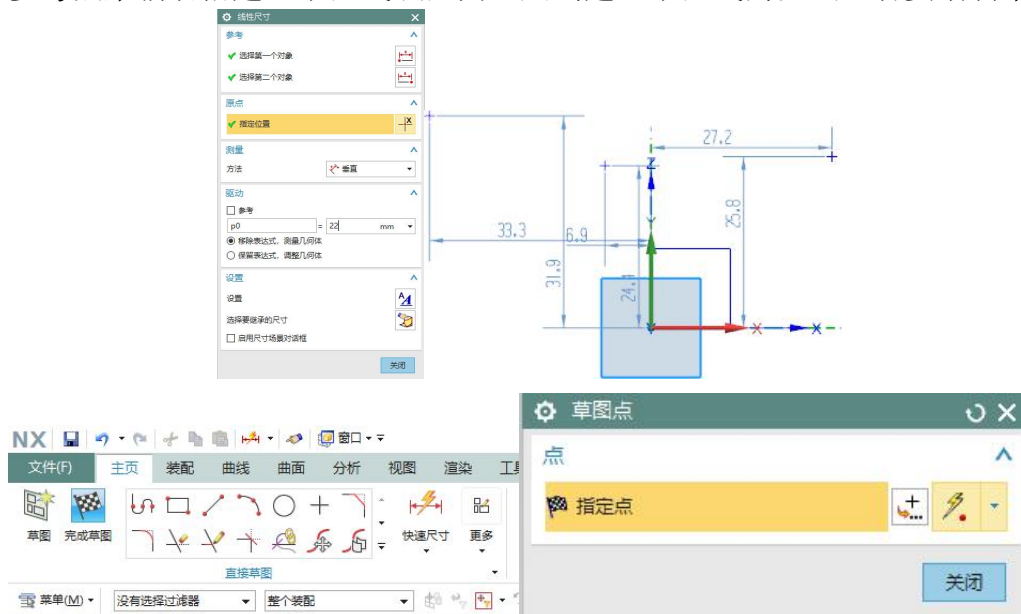 线性尺寸
参考
选择第一个对象
选择第二个对象
原点
指定位置
测量
方法 垂直
驱动
参考
p0 = 22 mm
移除表达式，测量几何体
保留表达式，调整几何体
设置
设置
选择要继承的尺寸
启用尺寸场景对话框
关闭
27.2
Z
25.8
33.3
6.9
Y
31.9
X
X
NX 窗口
文件(F) 主页 装配 曲线 曲面 分析 视图 渲染
草图 完成草图 快速尺寸 更多
直接草图
菜单(M) 没有选择过滤器 整个装配
草图点
点
指定点
关闭